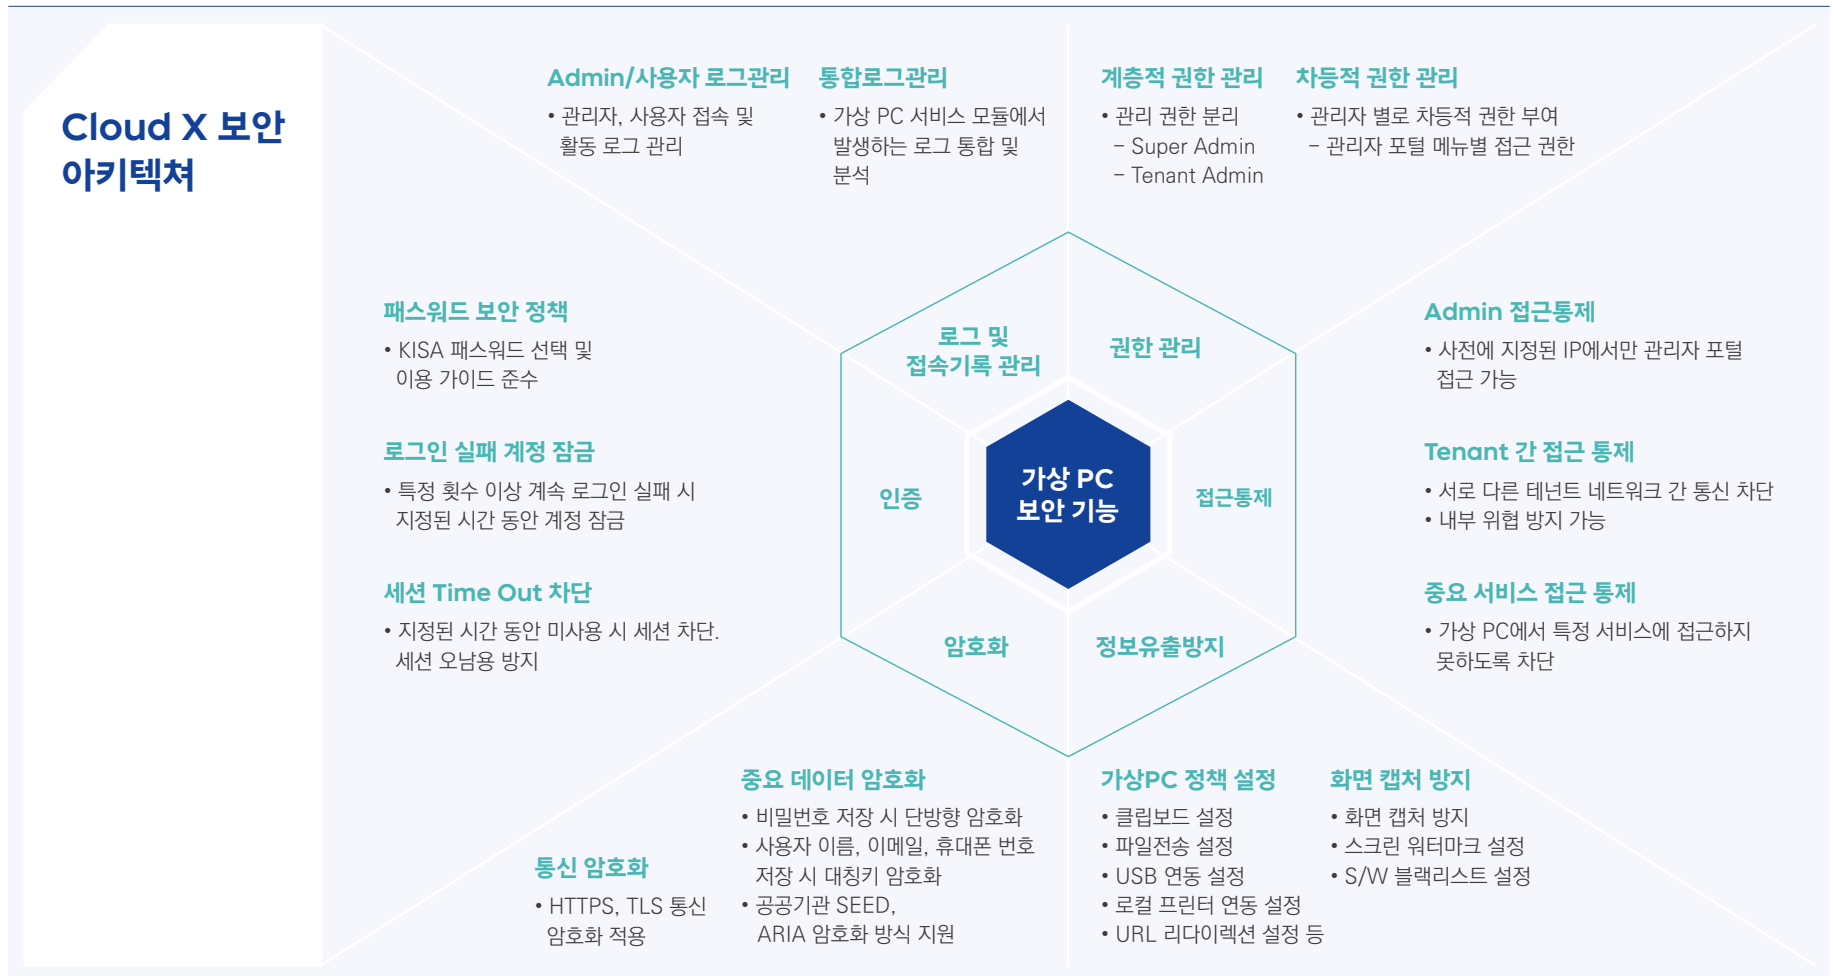 Cloud X 보안
아키텍쳐
Admin/사용자 로그관리
• 관리자, 사용자 접속 및
활동 로그 관리
통합로그관리
• 가상 PC 서비스 모듈에서
발생하는 로그 통합 및
분석
계층적 권한 관리
• 관리 권한 분리
– Super Admin
– Tenant Admin
차등적 권한 관리
• 관리자 별로 차등적 권한 부여
– 관리자 포털 메뉴별 접근 권한
패스워드 보안 정책
• KISA 패스워드 선택 및
이용 가이드 준수
로그인 실패 계정 잠금
• 특정 횟수 이상 계속 로그인 실패 시
지정된 시간 동안 계정 잠금
세션 Time Out 차단
• 지정된 시간 동안 미사용 시 세션 차단.
세션 오남용 방지
로그 및
접속기록 관리
권한 관리
인증
가상 PC
보안 기능
접근통제
암호화
정보유출방지
Admin 접근통제
• 사전에 지정된 IP에서만 관리자 포털
접근 가능
Tenant 간 접근 통제
• 서로 다른 테넌트 네트워크 간 통신 차단
• 내부 위협 방지 가능
중요 서비스 접근 통제
• 가상 PC에서 특정 서비스에 접근하지
못하도록 차단
통신 암호화
• HTTPS, TLS 통신
암호화 적용
중요 데이터 암호화
• 비밀번호 저장 시 단방향 암호화
• 사용자 이름, 이메일, 휴대폰 번호
저장 시 대칭키 암호화
• 공공기관 SEED,
ARIA 암호화 방식 지원
가상PC 정책 설정
• 클립보드 설정
• 파일전송 설정
• USB 연동 설정
• 로컬 프린터 연동 설정
• URL 리다이렉션 설정 등
화면 캡처 방지
• 화면 캡처 방지
• 스크린 워터마크 설정
• S/W 블랙리스트 설정